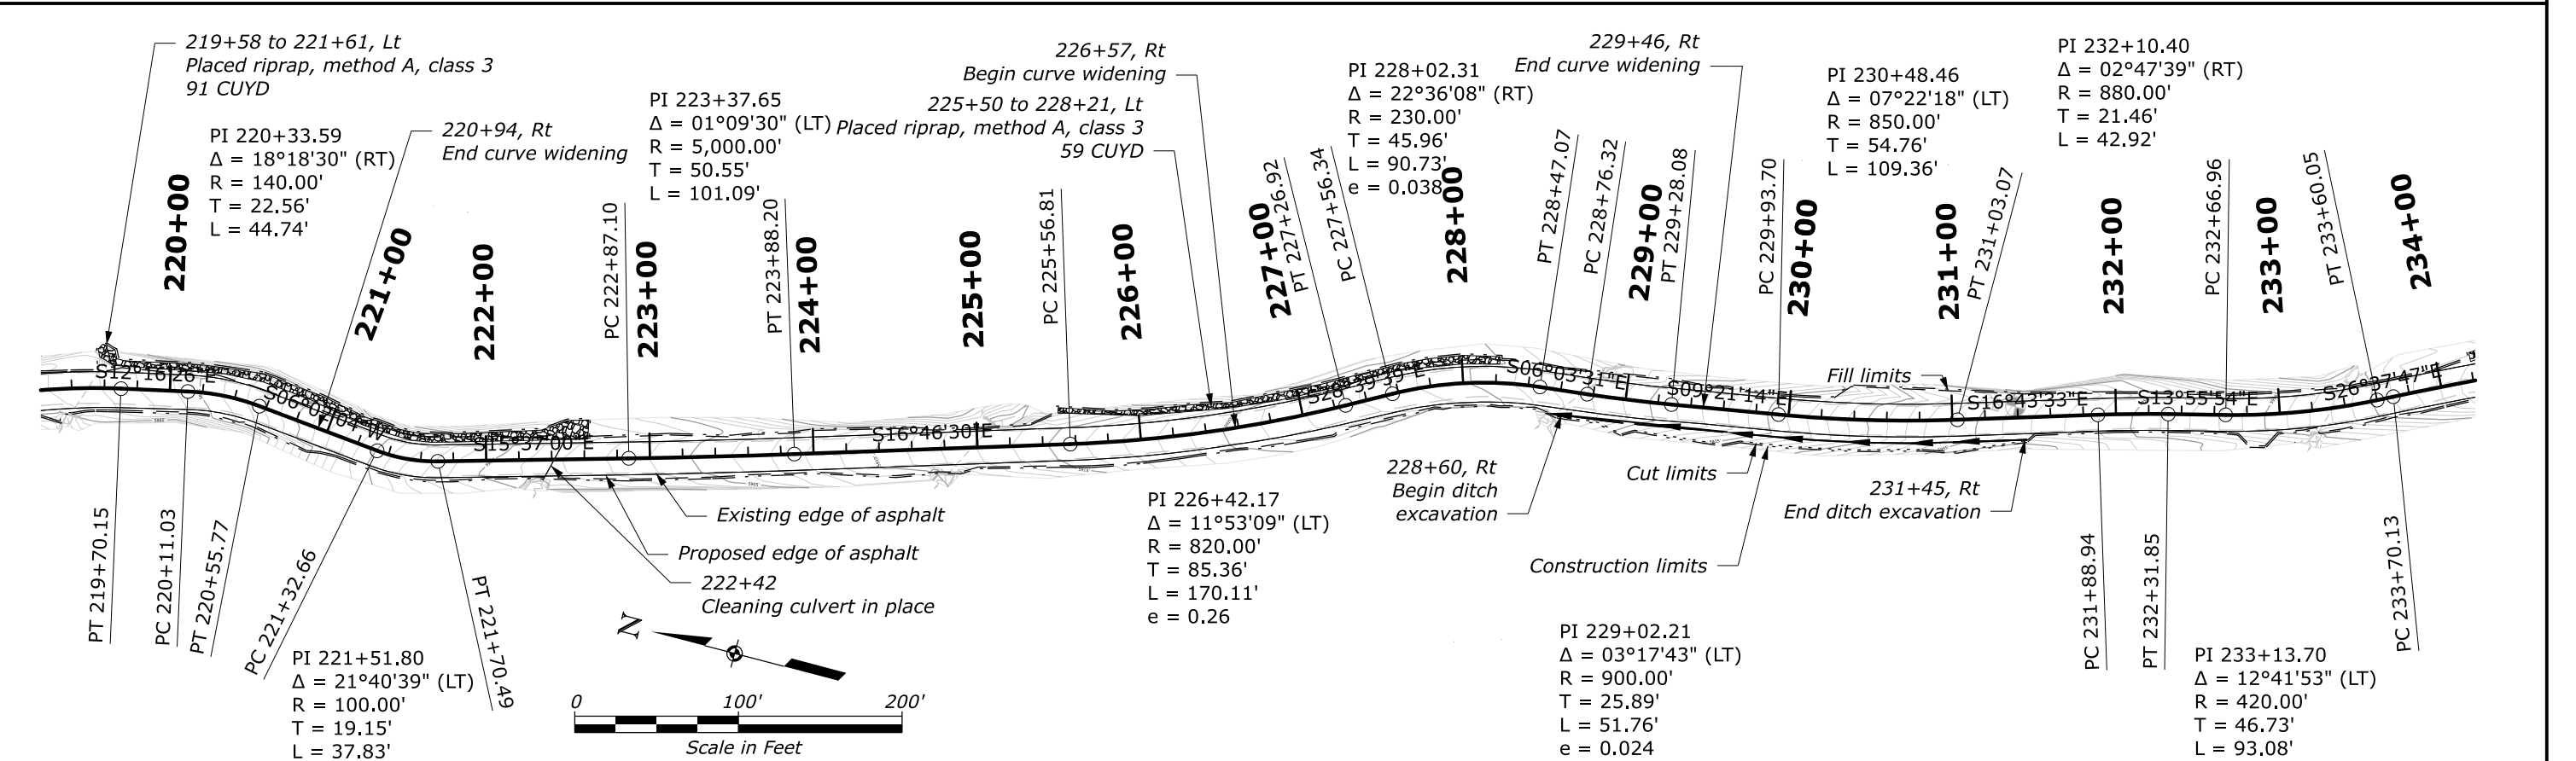 219+58 to 221+61, Lt
Placed riprap, method A, class 3
91 CUYD
PI 220+33.59
Δ = 18°18'30" (RT)
R = 140.00'
T = 22.56'
L = 44.74'
220+94, Rt
End curve widening
PI 223+37.65
Δ = 01°09'30" (LT)
R = 5,000.00'
T = 50.55'
L = 101.09'
226+57, Rt
Begin curve widening
225+50 to 228+21, Lt
Placed riprap, method A, class 3
59 CUYD
PI 228+02.31
Δ = 22°36'08" (RT)
R = 230.00'
T = 45.96'
L = 90.73'
e = 0.038
229+46, Rt
End curve widening
PI 230+48.46
Δ = 07°22'18" (LT)
R = 850.00'
T = 54.76'
L = 109.36'
PI 232+10.40
Δ = 02°47'39" (RT)
R = 880.00'
T = 21.46'
L = 42.92'
220+00
221+00
222+00
PC 222+87.10
223+00
PT 223+88.20
224+00
225+00
PC 225+56.81
226+00
227+00
PT 227+26.92
PC 227+56.34
228+00
PT 228+47.07
PC 228+76.32
229+00
PT 229+28.08
PC 229+93.70
230+00
231+00
PT 231+03.07
232+00
PC 232+66.96
233+00
PT 233+60.05
234+00
S12°16'26"E
S06°02'04"W
S15°37'00"E
S16°46'30"E
S28°39'39"E
S06°03'31"E
S09°21'14"E
S16°43'33"E
S13°55'54"E
S26°37'47"E
Fill limits
PT 219+70.15
PC 220+11.03
PT 220+55.77
PC 221+32.66
PT 221+70.49
Existing edge of asphalt
Proposed edge of asphalt
222+42
Cleaning culvert in place
228+60, Rt
Begin ditch
excavation
Cut limits
Construction limits
231+45, Rt
End ditch excavation
PC 231+88.94
PT 232+31.85
PC 233+70.13
PI 221+51.80
Δ = 21°40'39" (LT)
R = 100.00'
T = 19.15'
L = 37.83'
N
0 100' 200'
Scale in Feet
PI 226+42.17
Δ = 11°53'09" (LT)
R = 820.00'
T = 85.36'
L = 170.11'
e = 0.26
PI 229+02.21
Δ = 03°17'43" (LT)
R = 900.00'
T = 25.89'
L = 51.76'
e = 0.024
PI 233+13.70
Δ = 12°41'53" (LT)
R = 420.00'
T = 46.73'
L = 93.08'